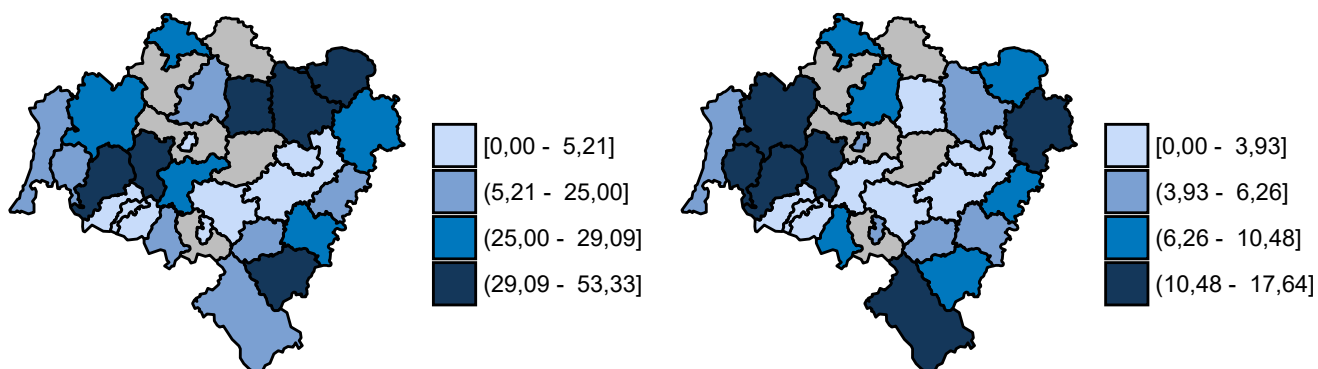 [0,00 -  5,21]
(5,21 -  25,00]
(25,00 -  29,09]
(29,09 -  53,33]
[0,00 -  3,93]
(3,93 -  6,26]
(6,26 -  10,48]
(10,48 -  17,64]